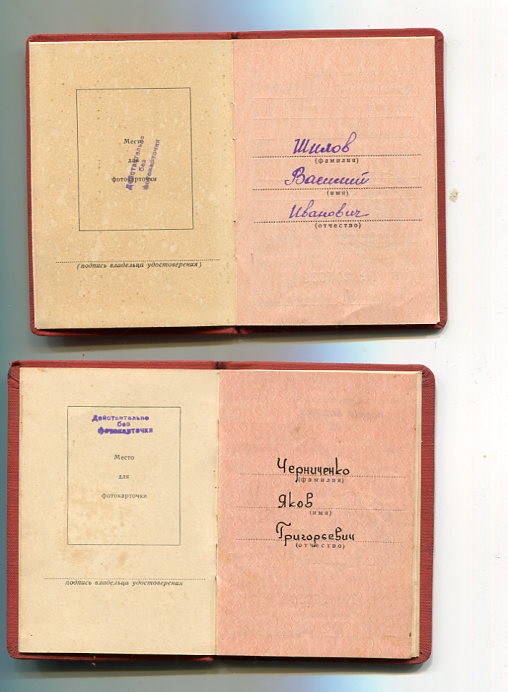 Место
для
фотокарточки
Действительно
без
фотокарточки
(подпись владельца удостоверения)
Шилов
(фамилия)
Василий
(имя)
Иванович
(отчество)
Действительно
без
фотокарточки
Место
для
фотокарточки
подпись владельца удостоверения
Черниченко
(фамилия)
Яков
(имя)
Григорьевич
(отчество)